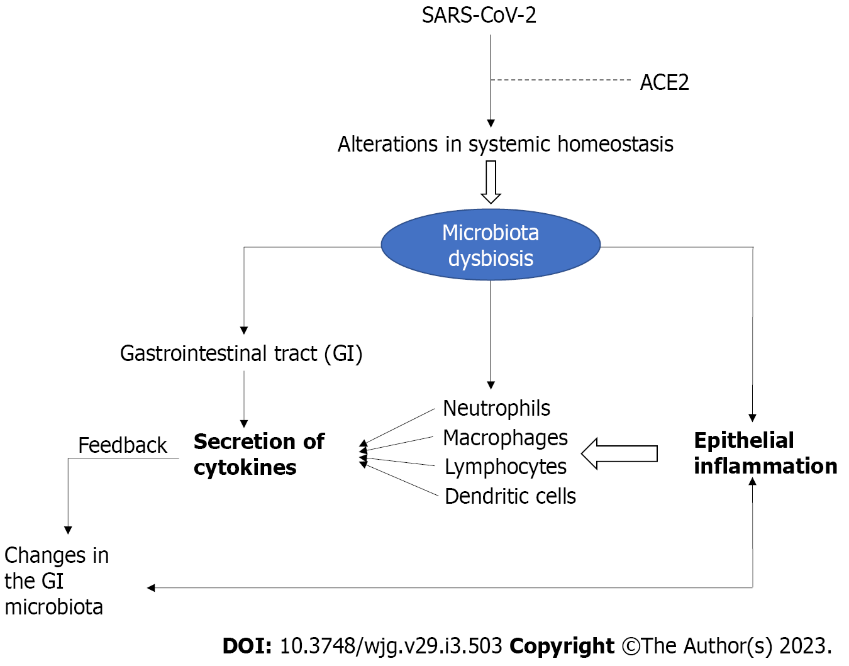 SARS-CoV-2
ACE2
Alterations in systemic homeostasis
Microbiota
dysbiosis
Gastrointestinal tract (GI)
Neutrophils
Macrophages
Lymphocytes
Dendritic cells
Epithelial
inflammation
Secretion of
cytokines
Feedback
Changes in
the GI
microbiota
DOI: 10.3748/wjg.v29.i3.503 Copyright ©The Author(s) 2023.